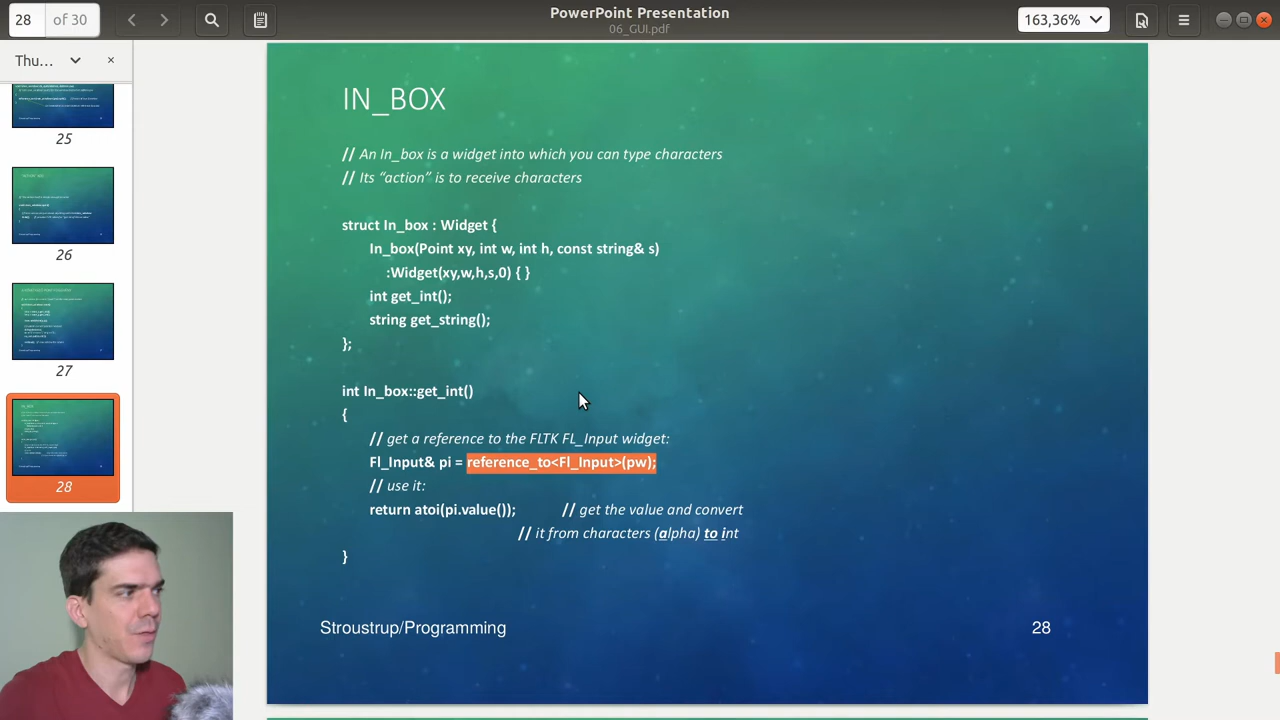 28
of 30
PowerPoint Presentation
06_GUI.pdf
163,36%
Thu...
25
26
27
28
IN_BOX
// An In_box is a widget into which you can type characters
// Its “action” is to receive characters
struct In_box : Widget {
In_box(Point xy, int w, int h, const string& s)
:Widget(xy,w,h,s,0) { }
int get_int();
string get_string();
};
int In_box::get_int()
{
// get a reference to the FLTK FL_Input widget:
Fl_Input& pi = reference_to<Fl_Input>(pw);
// use it:
return atoi(pi.value()); // get the value and convert
// it from characters (alpha) to int
}
Stroustrup/Programming
28